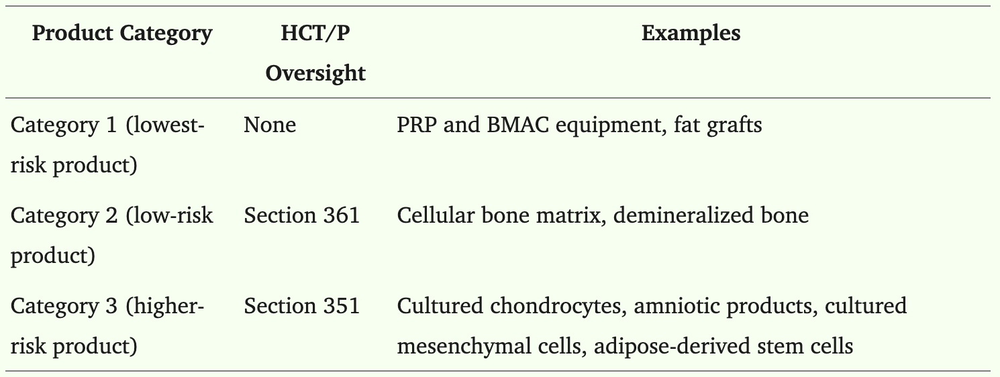 Product Category HCT/P Examples
Oversight
Category 1 (lowest- None PRP and BMAC equipment, fat grafts
risk product)
Category 2 (low-risk Section 361 Cellular bone matrix, demineralized bone
product)
Category 3 (higher- Section 351 Cultured chondrocytes, amniotic products, cultured
risk product) mesenchymal cells, adipose-derived stem cells